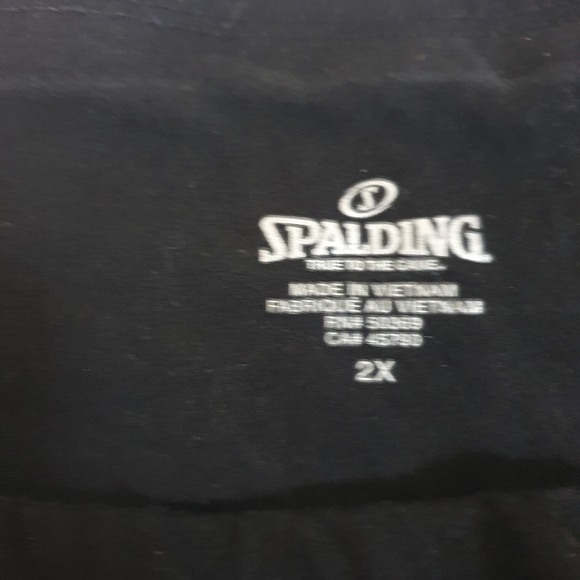 S
SPALDING
TRUE TO THE GAME.
MADE IN VIETNAM
FABRIQUÉ AU VIETNAM
RN#
CA#
2X